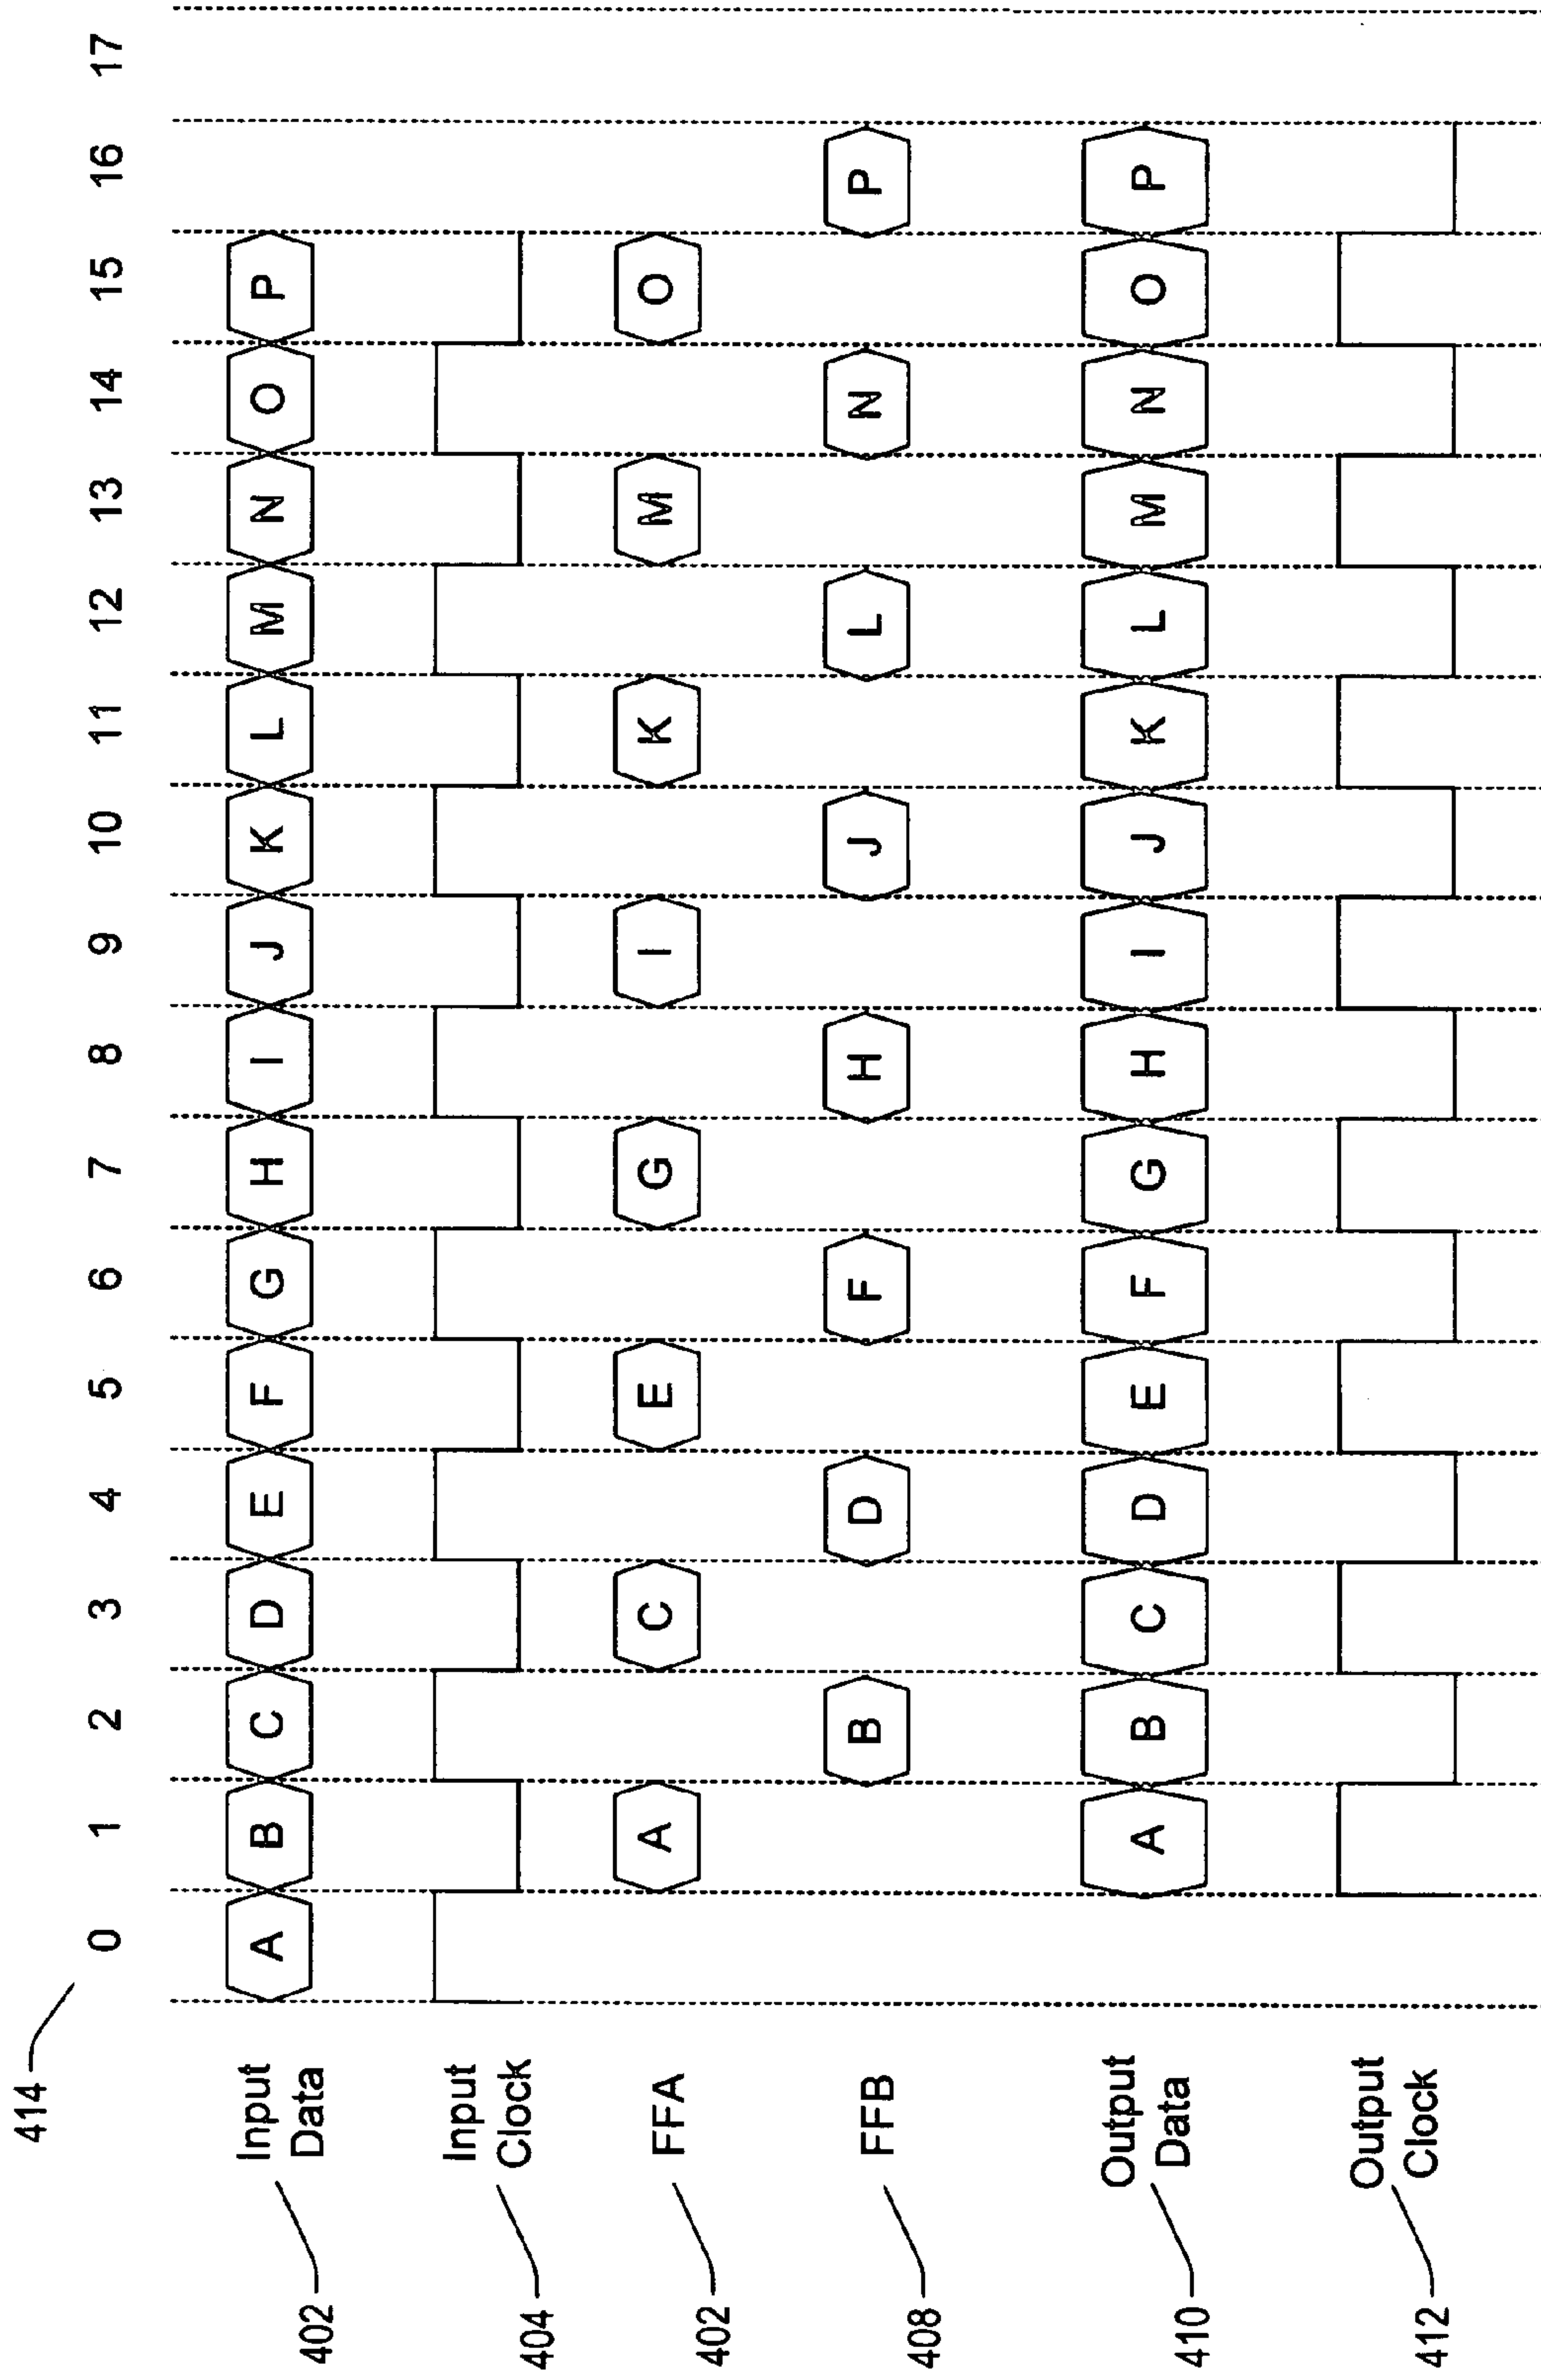 414
0 1 2 3 4 5 6 7 8 9 10 11 12 13 14 15 16 17
402
Input
Data
A B C D E F G H I J K L M N O P
404
Input
Clock
402
FFA
A C E G I K M O
408
FFB
B D F H J L N P
410
Output
Data
A B C D E F G H I J K L M N O P
412
Output
Clock